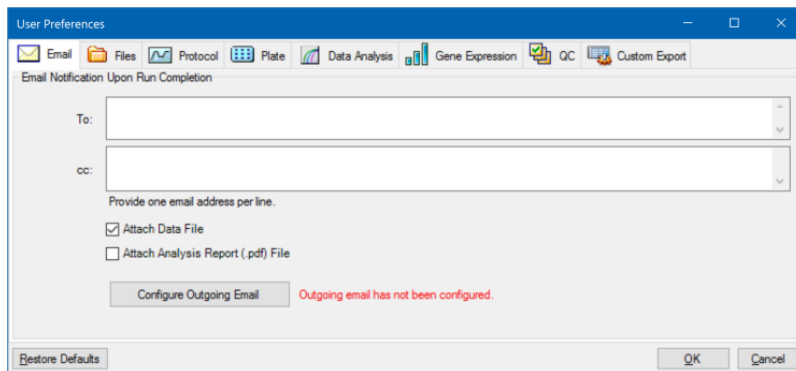 User Preferences
Email Files Protocol Plate Data Analysis Gene Expression QC Custom Export
Email Notification Upon Run Completion
To:
cc:
Provide one email address per line.
Attach Data File
Attach Analysis Report (.pdf) File
Configure Outgoing Email Outgoing email has not been configured.
Restore Defaults OK Cancel